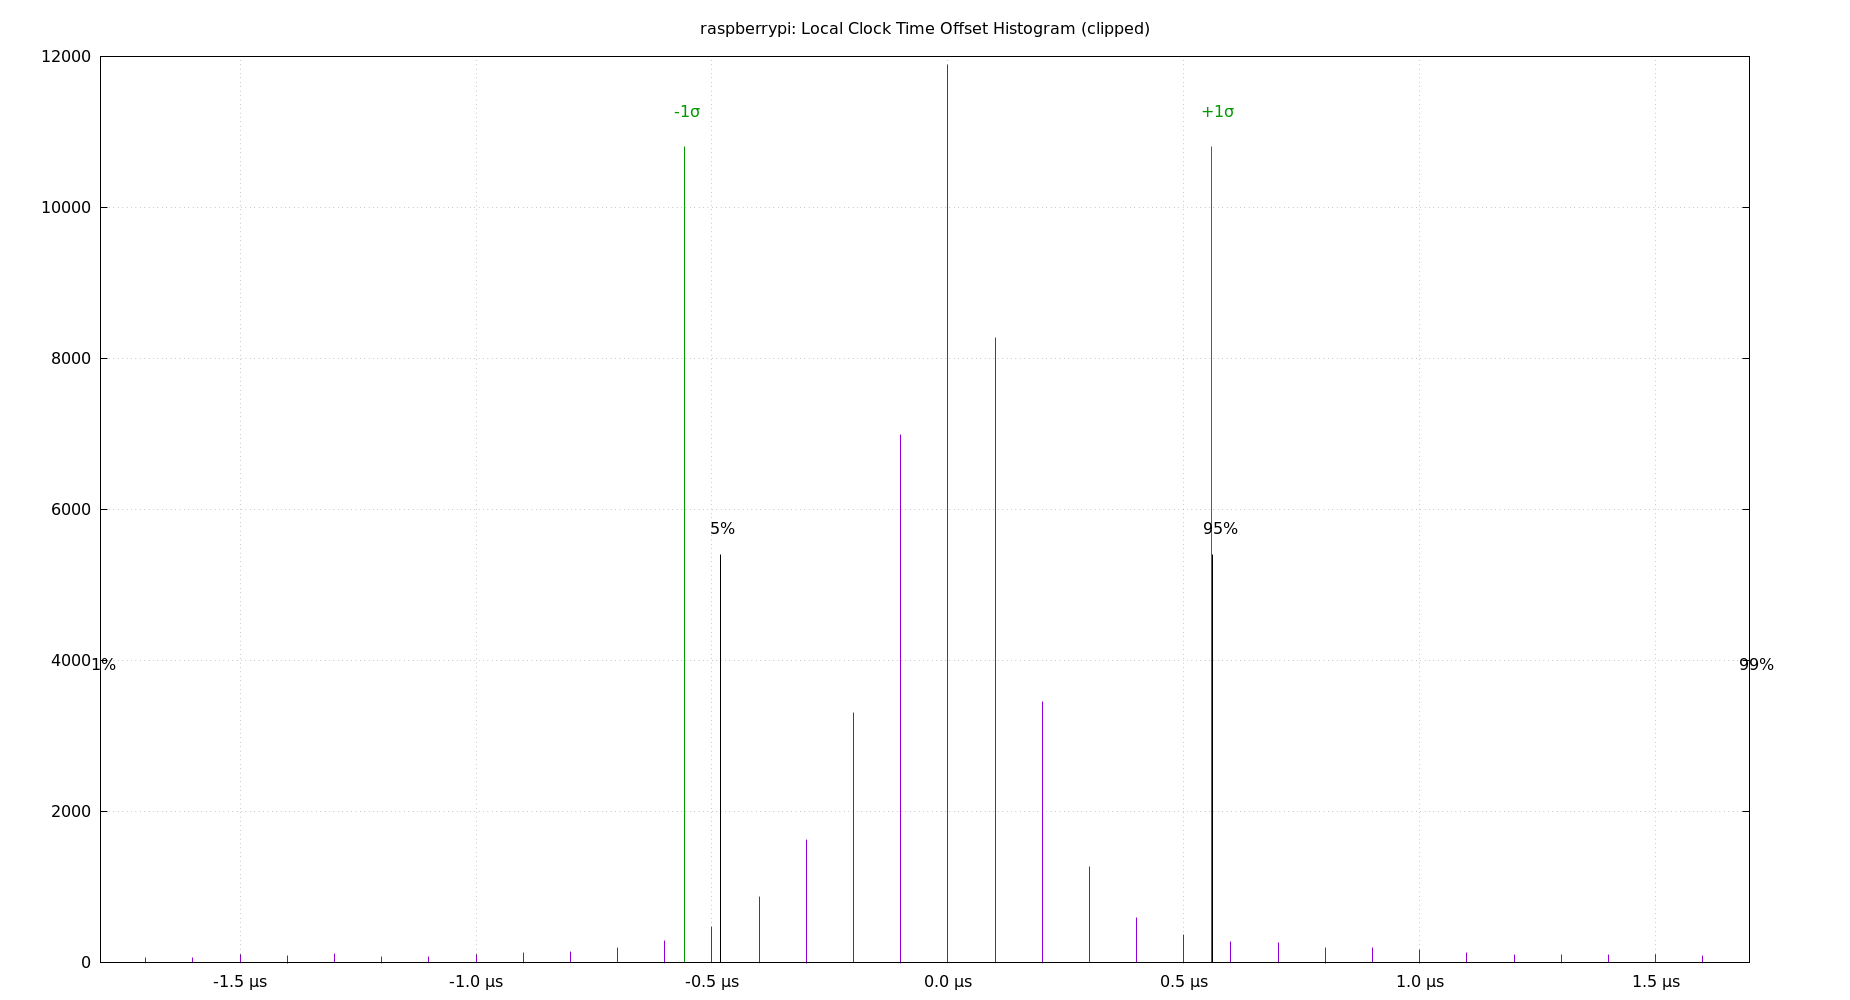 raspberrypi: Local Clock Time Offset Histogram (clipped)
12000
-1σ
+1σ
10000
8000
6000
5%
95%
4000
1%
99%
2000
0
-1.5 µs
-1.0 µs
-0.5 µs
0.0 µs
0.5 µs
1.0 µs
1.5 µs